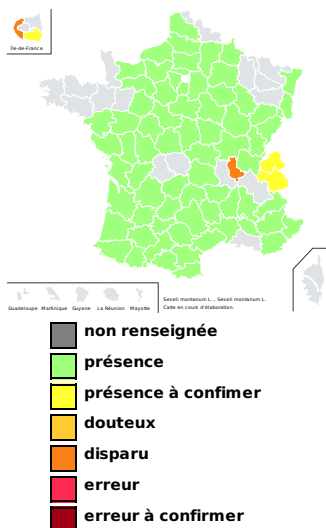 Île-de-France
Guadeloupe Martinique Guyane La Réunion Mayotte
Seseli montanum L., Seseli montanum L.
Carte en cours d'élaboration.
non renseignée
présence
présence à confimer
douteux
disparu
erreur
erreur à confirmer